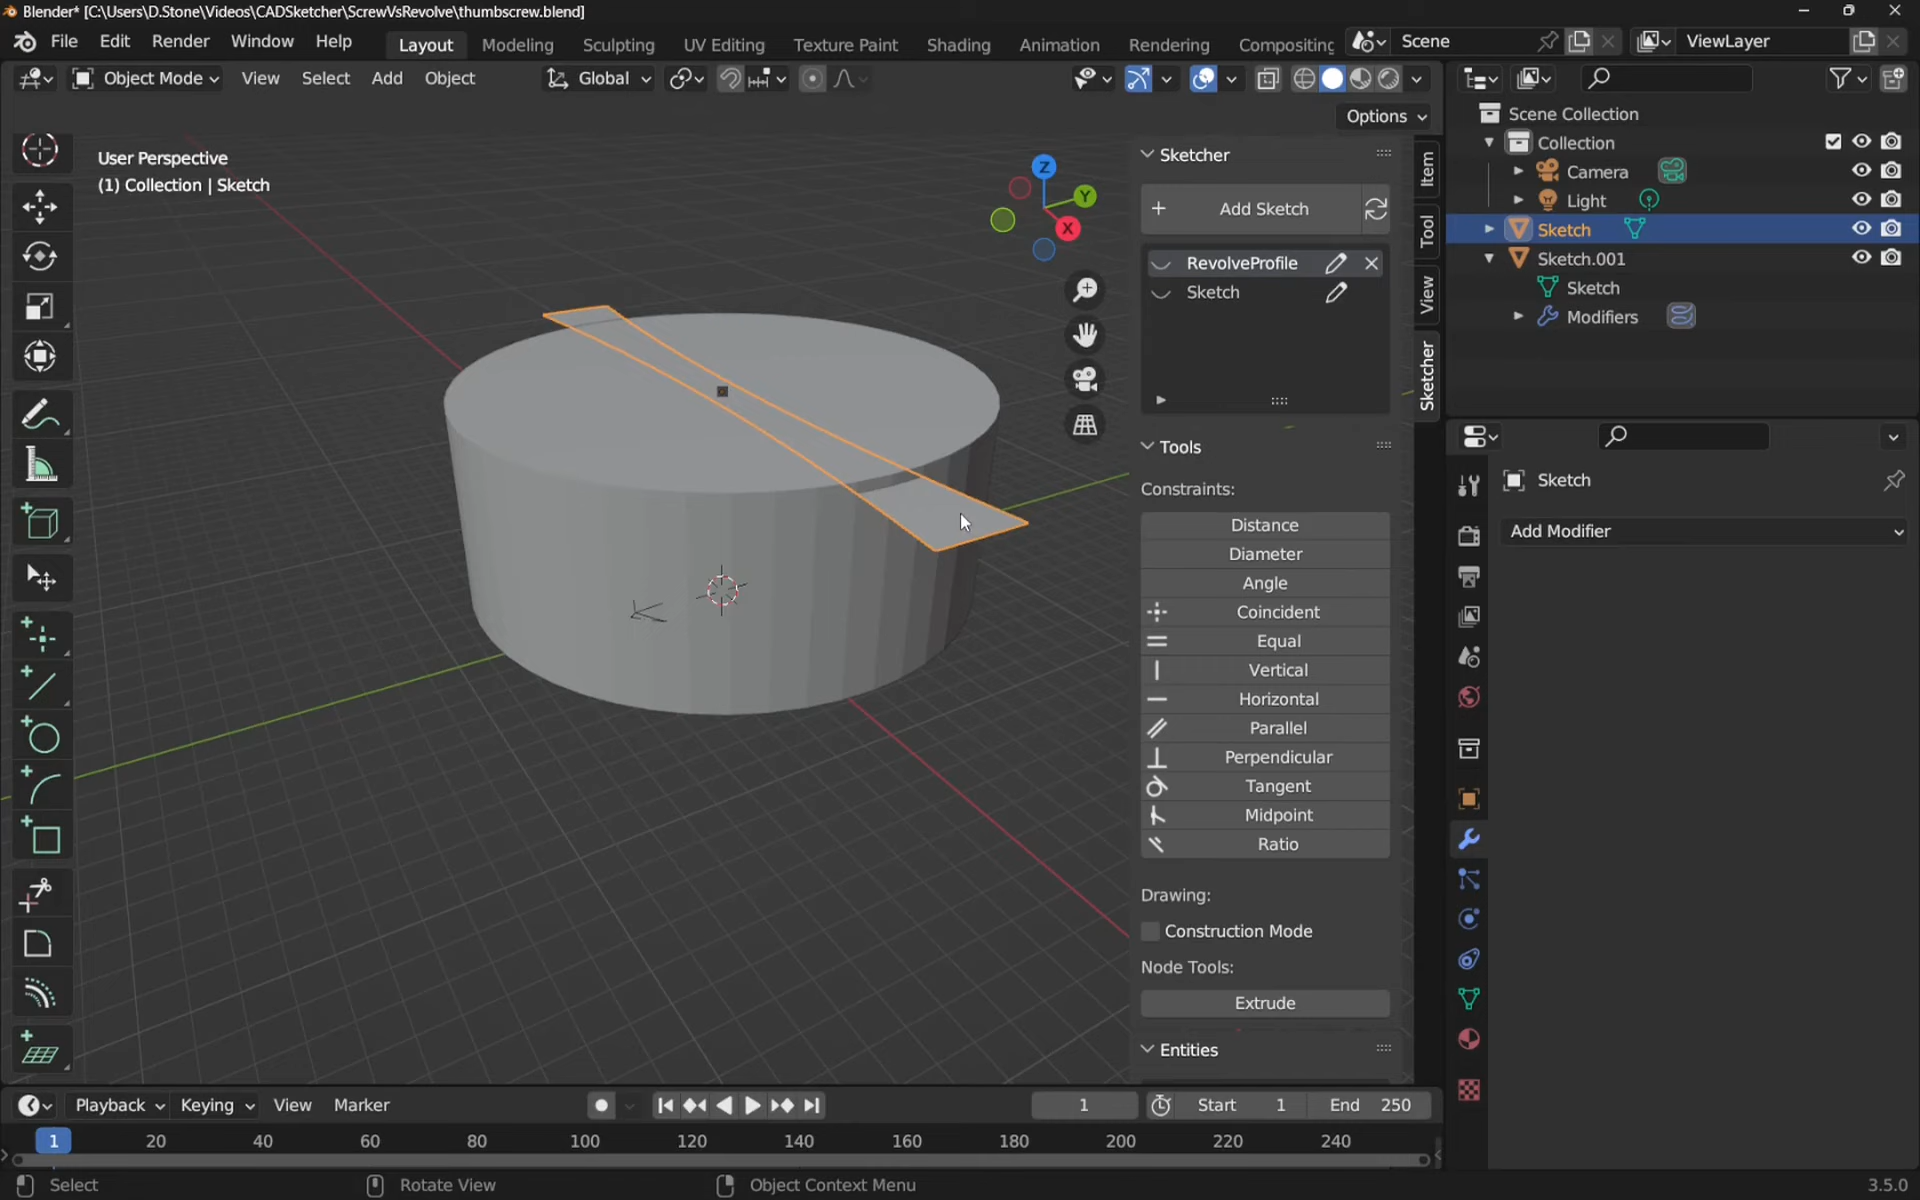 Blender* [C:\Users\D.Stone\Videos\CADSketcher\ScrewVsRevolve\thumbscrew.blend]
File Edit Render Window Help Layout Modeling Sculpting UV Editing Texture Paint Shading Animation Rendering Compositing Scene ViewLayer
Object Mode View Select Add Object Global
Options
User Perspective
(1) Collection | Sketch
Z
Y
X
Sketcher
Add Sketch
RevolveProfile
Sketch
Tools
Constraints:
Distance
Diameter
Angle
Coincident
Equal
Vertical
Horizontal
Parallel
Perpendicular
Tangent
Midpoint
Ratio
Drawing:
Construction Mode
Node Tools:
Extrude
Entities
Item
Tool
View
Sketcher
Scene Collection
Collection
Camera
Light
Sketch
Sketch.001
Sketch
Modifiers
Sketch
Add Modifier
Playback Keying View Marker 1 Start 1 End 250
1 20 40 60 80 100 120 140 160 180 200 220 240
Select Rotate View Object Context Menu 3.5.0